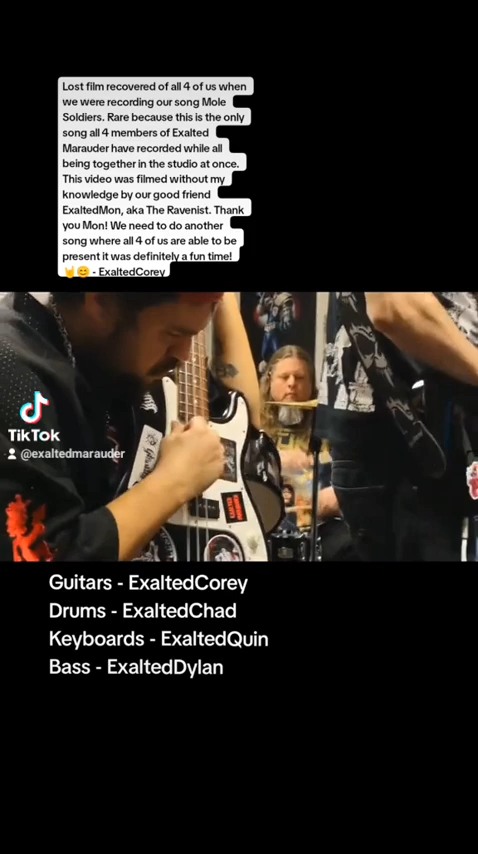 Lost film recovered of all 4 of us when
we were recording our song Mole
Soldiers. Rare because this is the only
song all 4 members of Exalted
Marauder have recorded while all
being together in the studio at once.
This video was filmed without my
knowledge by our good friend
ExaltedMon, aka The Ravenist. Thank
you Mon! We need to do another
song where all 4 of us are able to be
present it was definitely a fun time!
🤘😊 - ExaltedCorey
TikTok
@exaltedmarauder
Guitars - ExaltedCorey
Drums - ExaltedChad
Keyboards - ExaltedQuin
Bass - ExaltedDylan